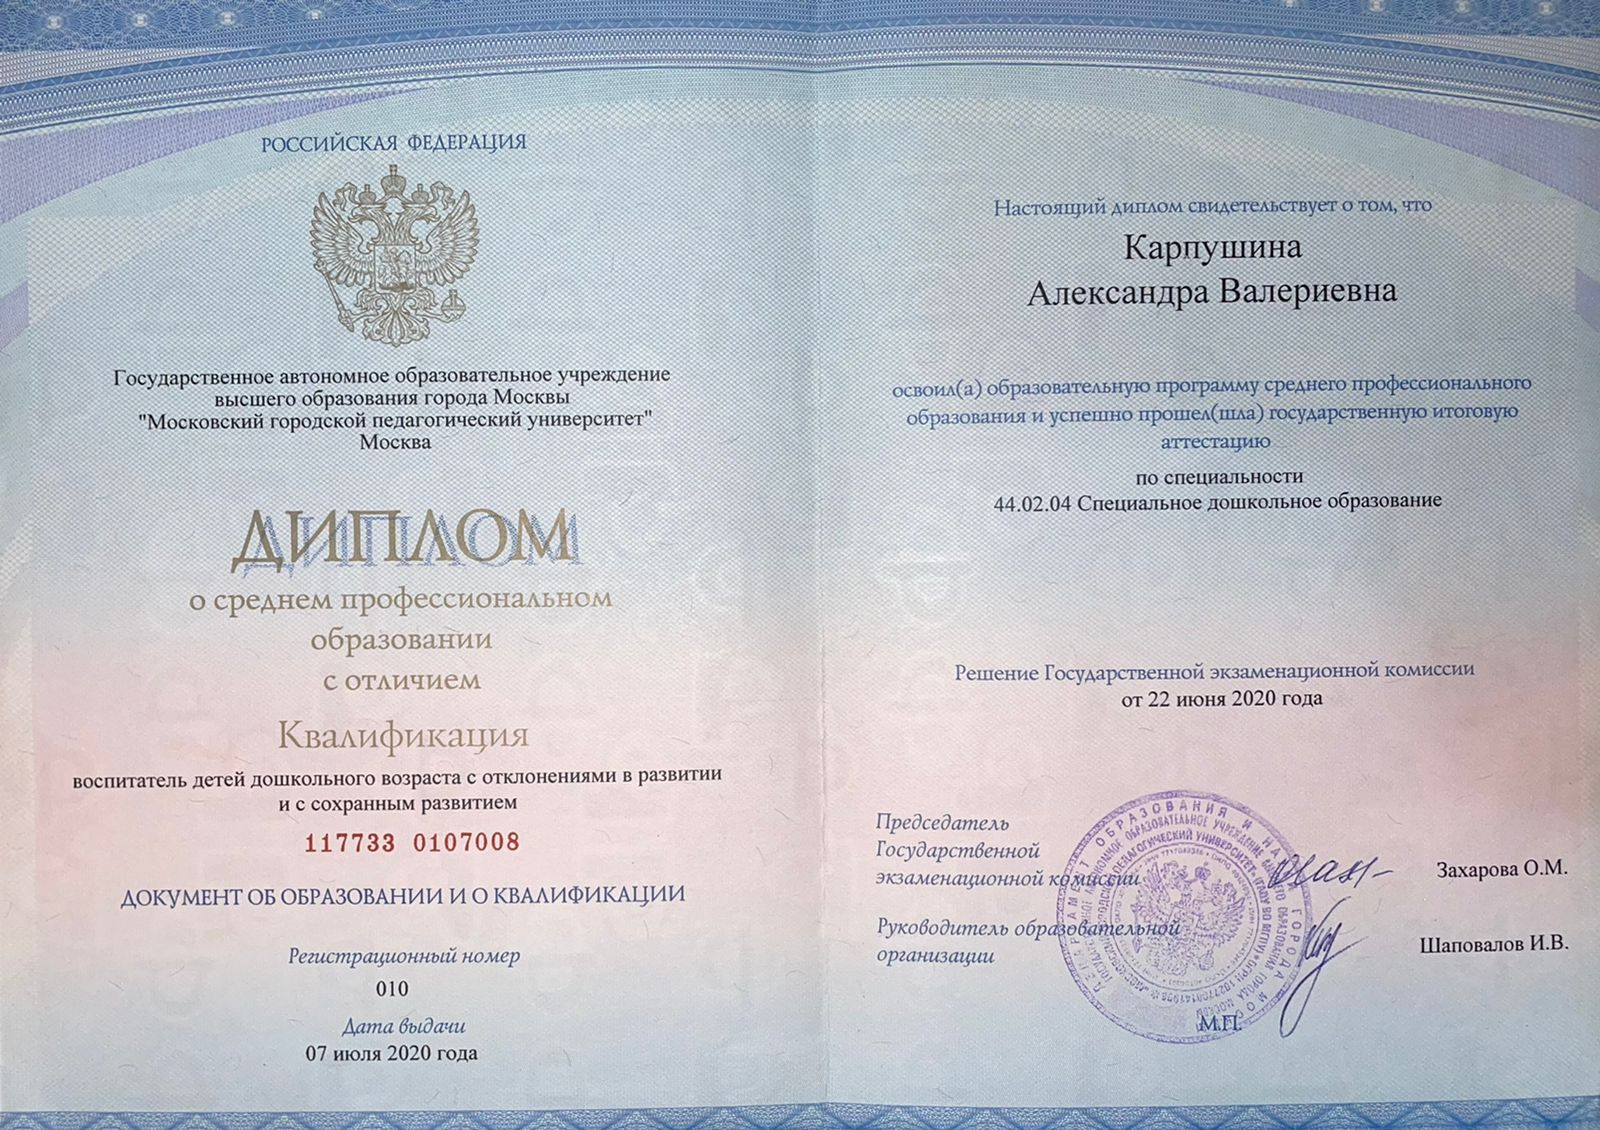 РОССИЙСКАЯ ФЕДЕРАЦИЯ
Государственное автономное образовательное учреждение
высшего образования города Москвы
"Московский городской педагогический университет"
Москва
ДИПЛОМ
о среднем профессиональном
образовании
с отличием
Квалификация
воспитатель детей дошкольного возраста с отклонениями в развитии
и с сохранным развитием
117733 0107008
ДОКУМЕНТ ОБ ОБРАЗОВАНИИ И О КВАЛИФИКАЦИИ
Регистрационный номер
010
Дата выдачи
07 июля 2020 года
Настоящий диплом свидетельствует о том, что
Карпушина
Александра Валериевна
освоил(а) образовательную программу среднего профессионального
образования и успешно прошел(шла) государственную итоговую
аттестацию
по специальности
44.02.04 Специальное дошкольное образование
Решение Государственной экзаменационной комиссии
от 22 июня 2020 года
Председатель
Государственной
экзаменационной комиссии
Захарова О.М.
Руководитель образовательной
организации
Шаповалов И.В.
М.П.